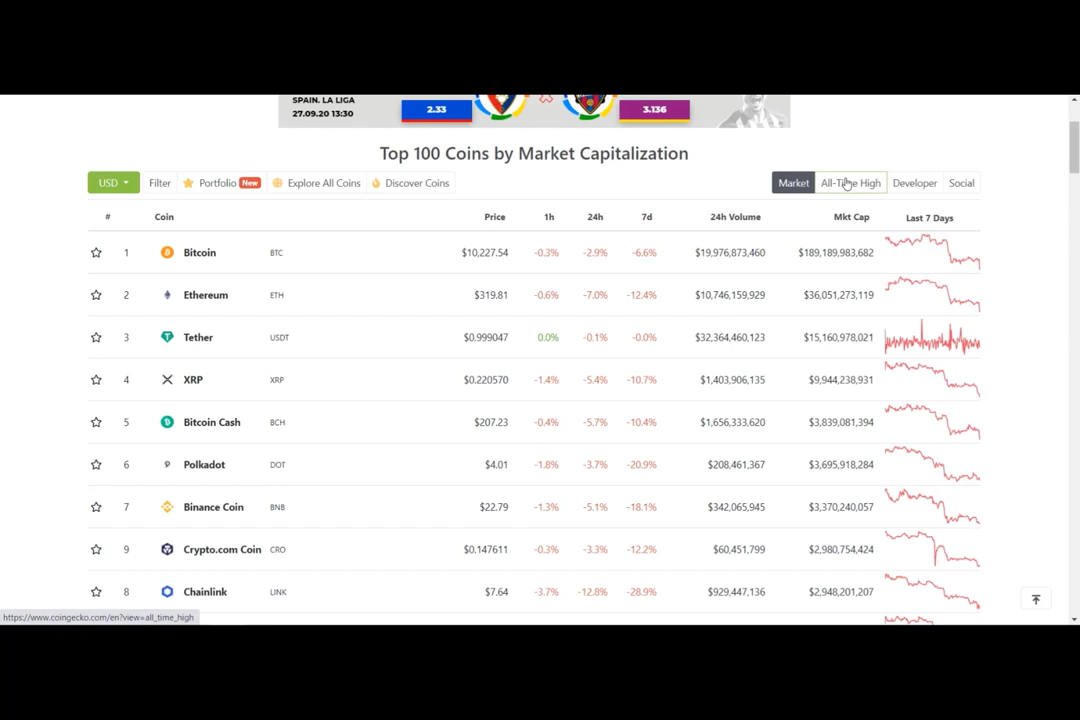 SPAIN. LA LIGA
27.09.20 13:30
2.33
3.136
Top 100 Coins by Market Capitalization
USD Filter Portfolio New Explore All Coins Discover Coins Market All-Time High Developer Social
# Coin Price 1h 24h 7d 24h Volume Mkt Cap Last 7 Days
1 Bitcoin BTC $10,227.54 -0.3% -2.9% -6.6% $19,976,873,460 $189,189,983,682
2 Ethereum ETH $319.81 -0.6% -7.0% -12.4% $10,746,159,929 $36,051,273,119
3 Tether USDT $0.999047 0.0% -0.1% -0.0% $32,364,460,123 $15,160,978,021
4 XRP XRP $0.220570 -1.4% -5.4% -10.7% $1,403,906,135 $9,944,238,931
5 Bitcoin Cash BCH $207.23 -0.4% -5.7% -10.4% $1,656,333,620 $3,839,081,394
6 Polkadot DOT $4.01 -1.8% -3.7% -20.9% $208,461,367 $3,695,918,284
7 Binance Coin BNB $22.79 -1.3% -5.1% -18.1% $342,065,945 $3,370,240,057
9 Crypto.com Coin CRO $0.147611 -0.3% -3.3% -12.2% $60,451,799 $2,980,754,424
8 Chainlink LINK $7.64 -3.7% -12.8% -28.9% $929,447,136 $2,948,201,207
https://www.coingecko.com/en?view=all_time_high